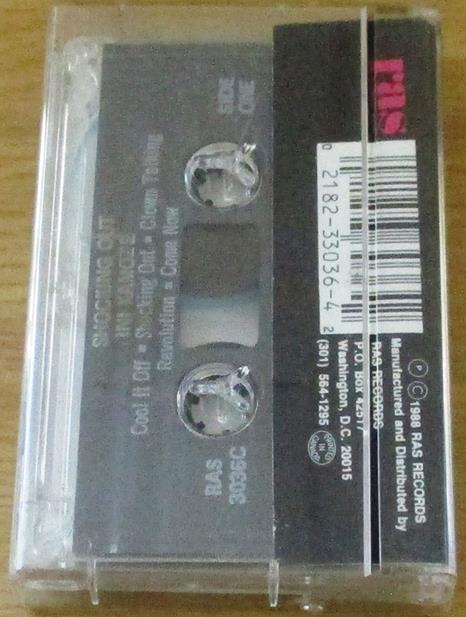 SHOCKING OUT
INI KAMOZE
Cool It Off = Shocking Out = Clown Talking
Revolution = Come Now
SIDE
ONE
RAS
3036C
ras
0 2182-33036-4 2
Ⓟ Ⓒ 1988 RAS RECORDS
Manufactured and Distributed by
RAS RECORDS
P.O. Box 42517
Washington, D.C. 20015
(301) 564-1295